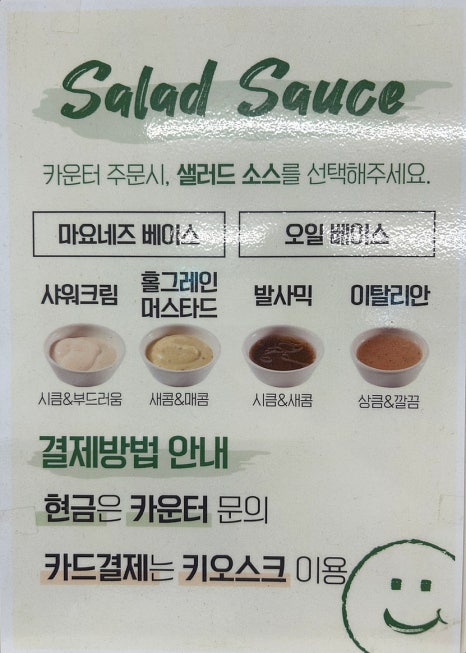 Salad Sauce
카운터 주문시, 샐러드 소스를 선택해주세요.
마요네즈 베이스 오일 베이스
샤워크림 홀그레인 머스타드 발사믹 이탈리안
시큼&부드러움 새콤&매콤 시큼&새콤 상큼&깔끔
결제방법 안내
현금은 카운터 문의
카드결제는 키오스크 이용